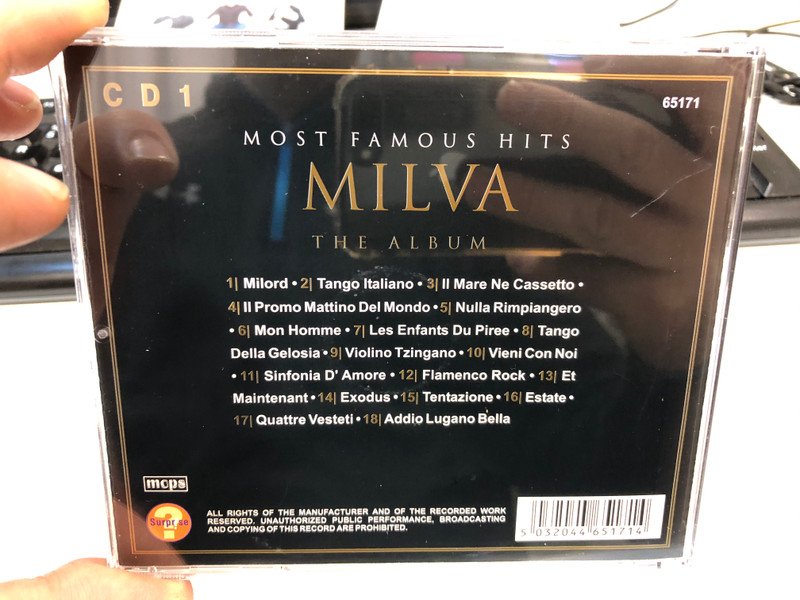 CD1
65171
MOST FAMOUS HITS
MILVA
THE ALBUM
1| Milord • 2| Tango Italiano • 3| Il Mare Ne Cassetto •
4| Il Promo Mattino Del Mondo • 5| Nulla Rimpiangero
• 6| Mon Homme • 7| Les Enfants Du Piree • 8| Tango
Della Gelosia • 9| Violino Tzingano • 10| Vieni Con Noi
• 11| Sinfonia D' Amore • 12| Flamenco Rock • 13| Et
Maintenant • 14| Exodus • 15| Tentazione • 16| Estate •
17| Quattre Vesteti • 18| Addio Lugano Bella
mcps
Surprise
?
ALL RIGHTS OF THE MANUFACTURER AND OF THE RECORDED WORK
RESERVED. UNAUTHORIZED PUBLIC PERFORMANCE, BROADCASTING
AND COPYING OF THIS RECORD ARE PROHIBITED.
5 032044 651714